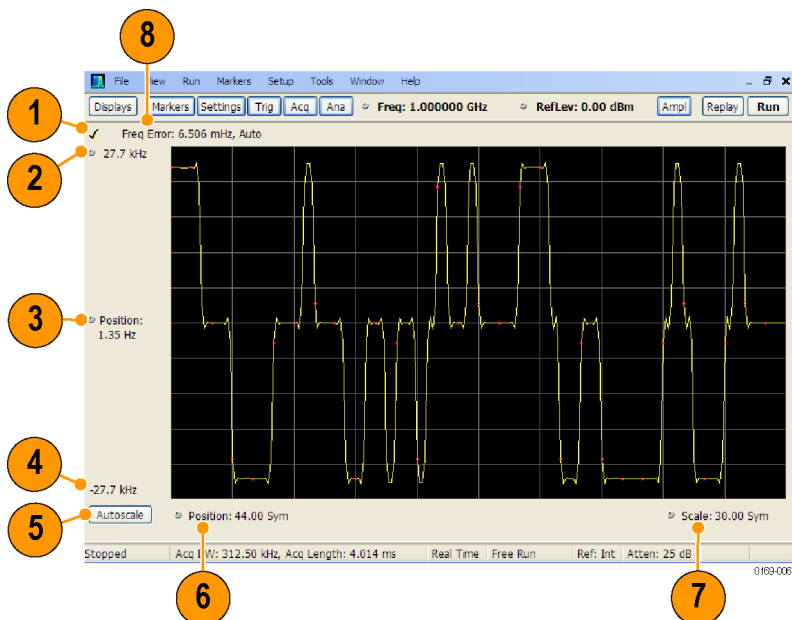 8
File View Run Markers Setup Tools Window Help
Displays Markers Settings Trig Acq Ana Freq: 1.000000 GHz RefLev: 0.00 dBm Ampl Replay Run
1
Freq Error: 6.506 mHz, Auto
2
27.7 kHz
3
Position:
1.35 Hz
4
-27.7 kHz
5
Autoscale
Position: 44.00 Sym
Scale: 30.00 Sym
Stopped Acq BW: 312.50 kHz, Acq Length: 4.014 ms Real Time Free Run Ref: Int Atten: 25 dB
0169-006
6
7